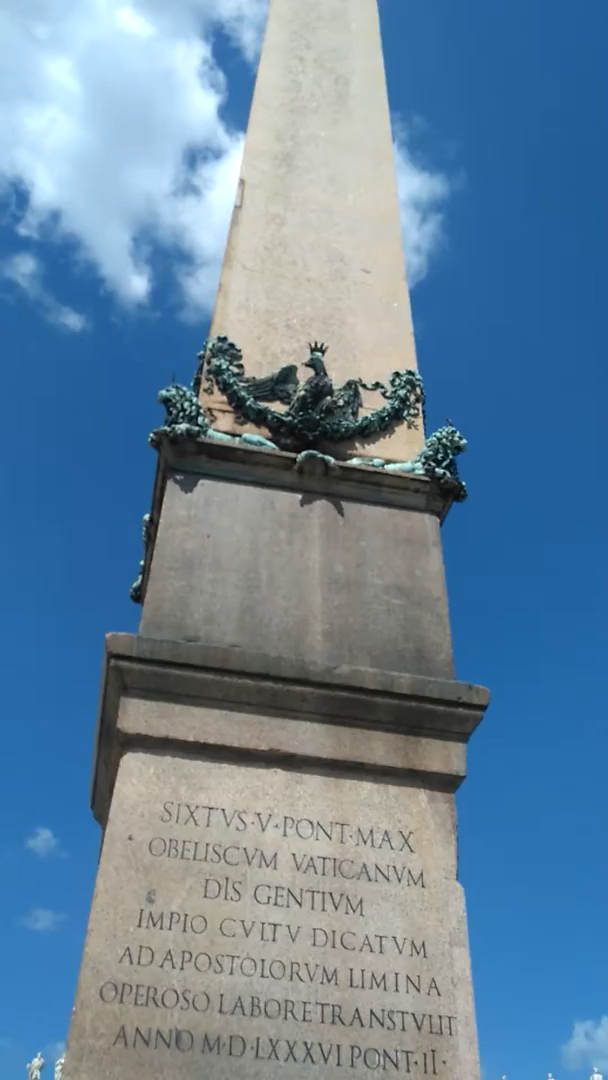 SIXTVS·V·PONT·MAX
OBELISCVM VATICANVM
DIS GENTIVM
IMPIO CVLTV DICATVM
AD APOSTOLORVM LIMINA
OPEROSO LABORE TRANSTVLIT
ANNO M·D·LXXXVI PONT·II·